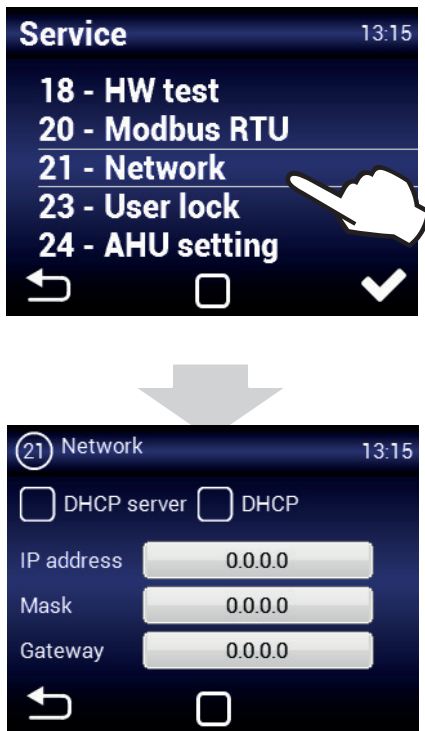 Service 13:15
18 - HW test
20 - Modbus RTU
21 - Network
23 - User lock
24 - AHU setting
21 Network 13:15
DHCP server DHCP
IP address 0.0.0.0
Mask 0.0.0.0
Gateway 0.0.0.0